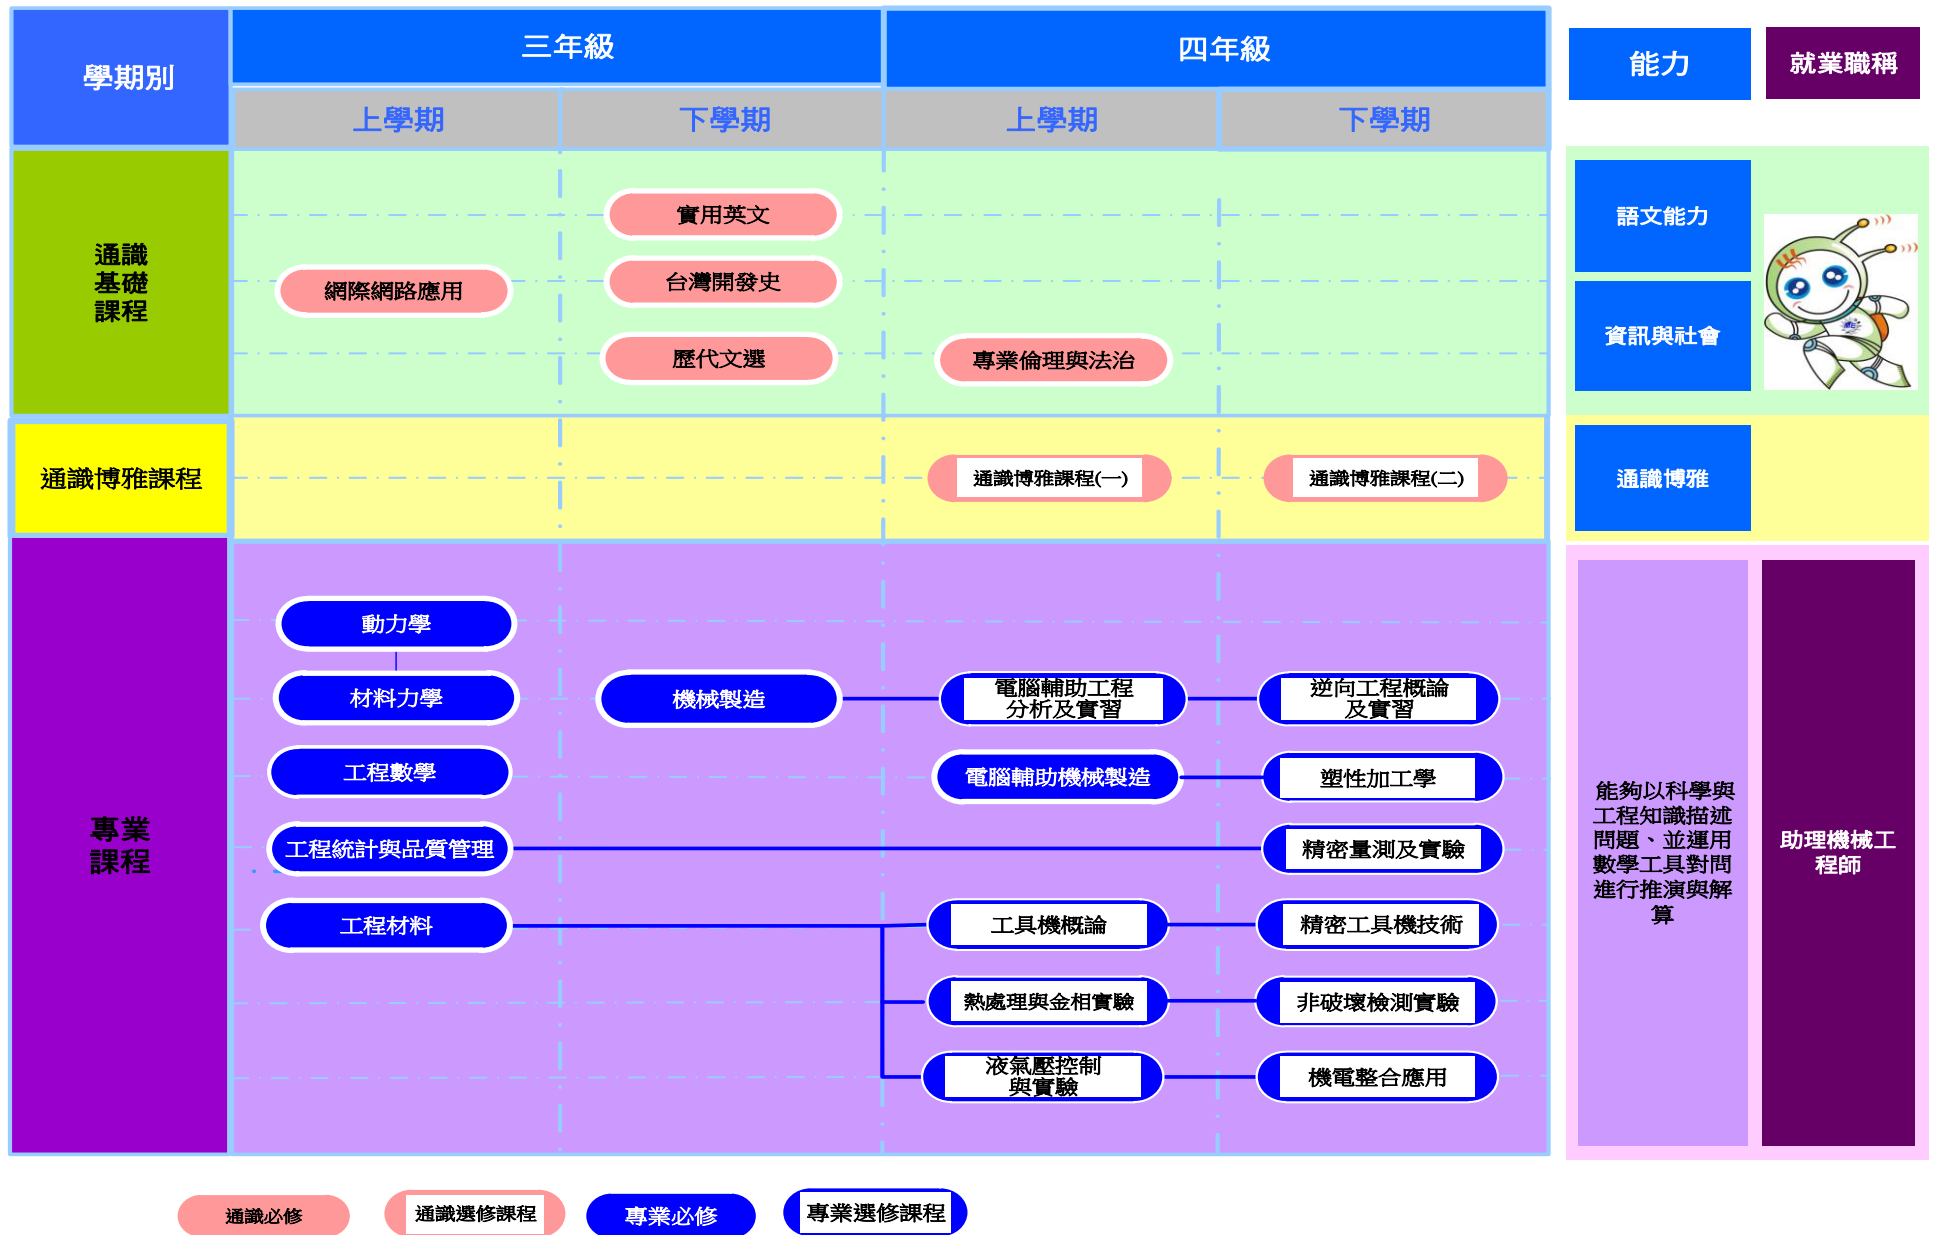 學期別
三年級
四年級
能力
就業職稱
上學期
下學期
上學期
下學期
通識
基礎
課程
實用英文
網際網路應用
台灣開發史
歷代文選
專業倫理與法治
語文能力
資訊與社會
通識博雅課程
通識博雅課程(一)
通識博雅課程(二)
通識博雅
專業
課程
動力學
材料力學
機械製造
電腦輔助工程
分析及實習
逆向工程概論
及實習
工程數學
電腦輔助機械製造
塑性加工學
工程統計與品質管理
精密量測及實驗
工程材料
工具機概論
精密工具機技術
熱處理與金相實驗
非破壞檢測實驗
液氣壓控制
與實驗
機電整合應用
能夠以科學與
工程知識描述
問題、並運用
數學工具對問
進行推演與解
算
助理機械工
程師
通識必修
通識選修課程
專業必修
專業選修課程